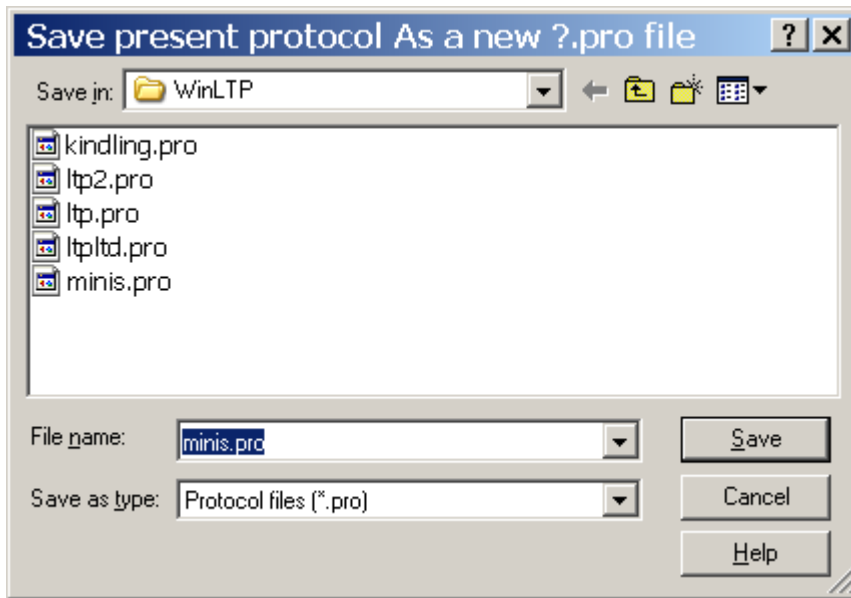 Save present protocol As a new ?.pro file
Save in: WinLTP
kindling.pro
ltp2.pro
ltp.pro
ltpltd.pro
minis.pro
File name: minis.pro Save
Save as type: Protocol files (*.pro) Cancel
Help